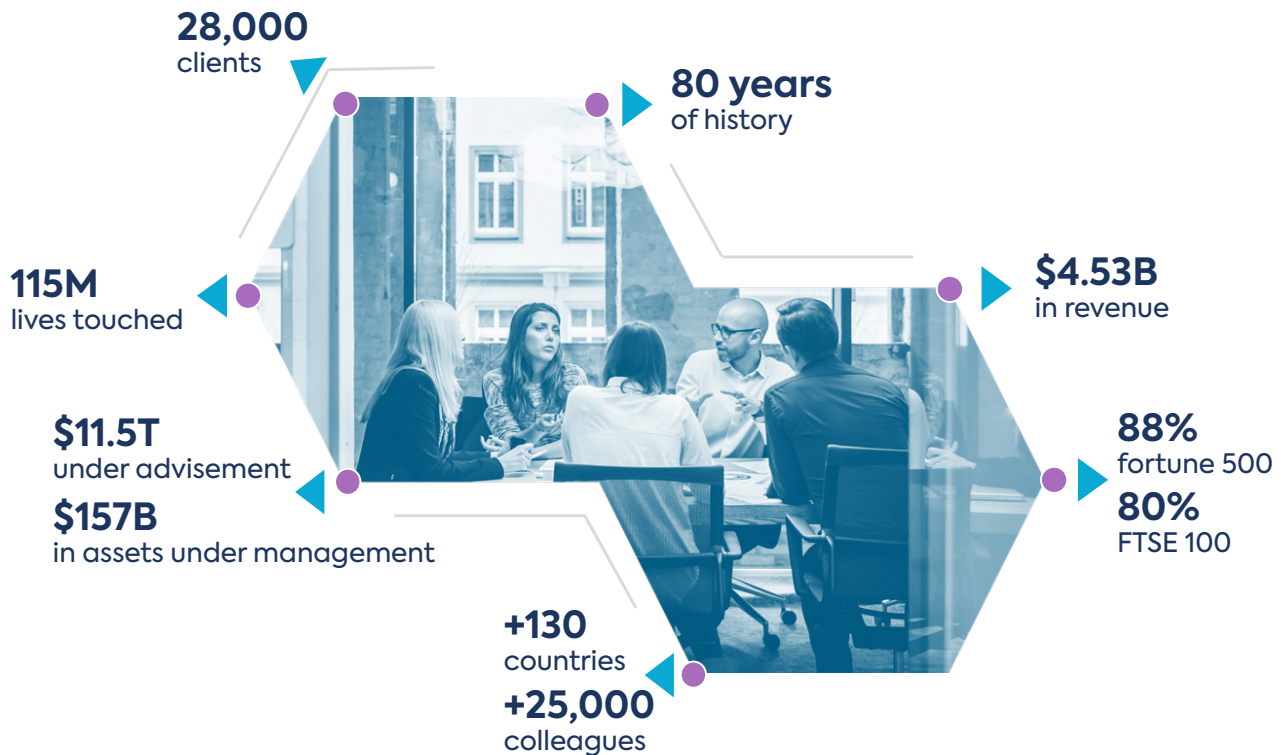 28,000
clients
80 years
of history
115M
lives touched
$4.53B
in revenue
$11.5T
under advisement
$157B
in assets under management
88%
fortune 500
80%
FTSE 100
+130
countries
+25,000
colleagues